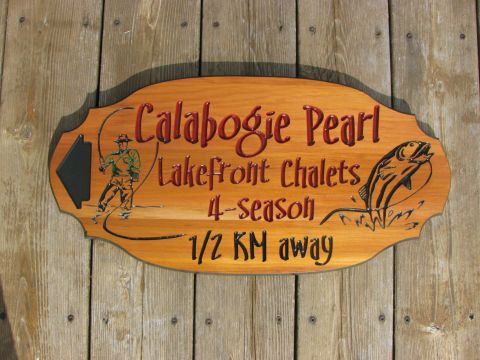 Calabogie Pearl
Lakefront Chalets
4-season
1/2 KM away